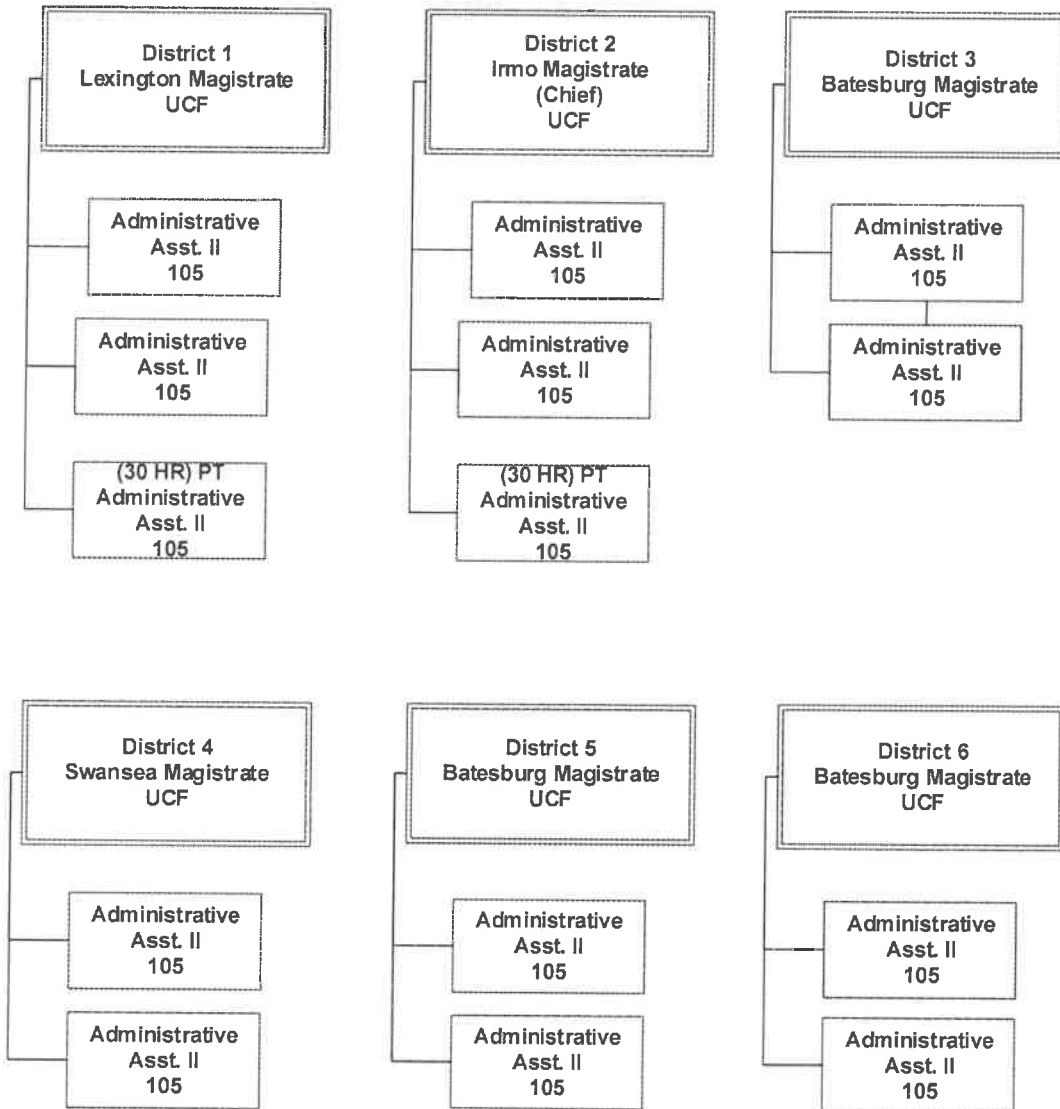 District 1
Lexington Magistrate
UCF
Administrative
Asst. II
105
Administrative
Asst. II
105
(30 HR) PT
Administrative
Asst. II
105
District 2
Irmo Magistrate
(Chief)
UCF
Administrative
Asst. II
105
Administrative
Asst. II
105
(30 HR) PT
Administrative
Asst. II
105
District 3
Batesburg Magistrate
UCF
Administrative
Asst. II
105
Administrative
Asst. II
105
District 4
Swansea Magistrate
UCF
Administrative
Asst. II
105
Administrative
Asst. II
105
District 5
Batesburg Magistrate
UCF
Administrative
Asst. II
105
Administrative
Asst. II
105
District 6
Batesburg Magistrate
UCF
Administrative
Asst. II
105
Administrative
Asst. II
105